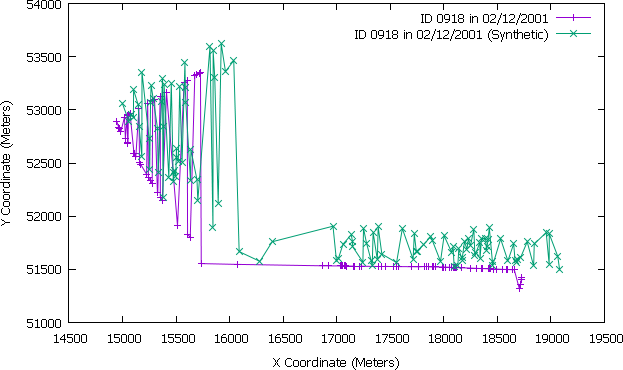 ID 0918 in 02/12/2001
ID 0918 in 02/12/2001 (Synthetic)
54000
53500
53000
52500
52000
51500
51000
Y Coordinate (Meters)
14500 15000 15500 16000 16500 17000 17500 18000 18500 19000 19500
X Coordinate (Meters)